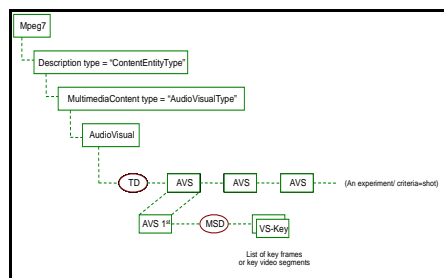 Mpeg7
Description type = “ContentEntityType”
MultimediaContent type = “AudioVisualType”
AudioVisual
TD
AVS
AVS
AVS
(An experiment/ criteria=shot)
AVS 1st
MSD
VS-Key
List of key frames
or key video segments